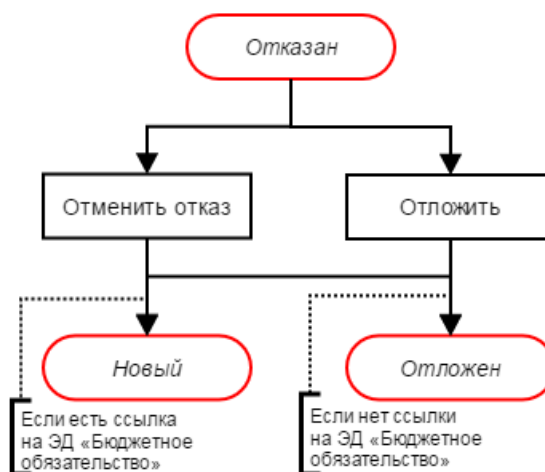 Отказан
Отменить отказ
Отложить
Новый
Отложен
Если есть ссылка
на ЭД «Бюджетное
обязательство»
Если нет ссылки
на ЭД «Бюджетное
обязательство»